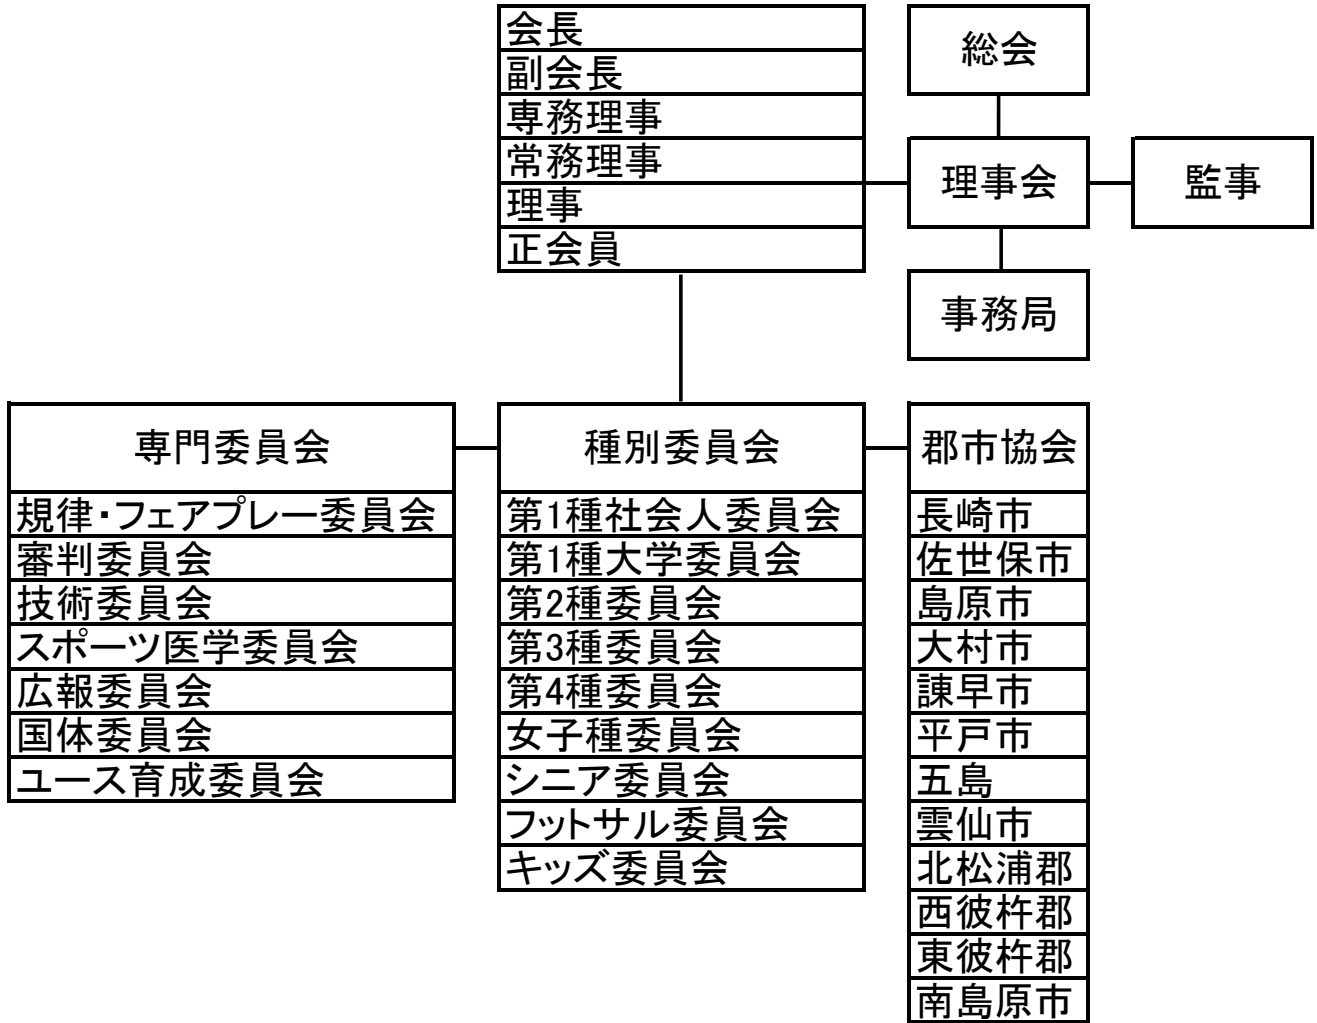 会長
副会長
専務理事
常務理事
理事
正会員
総会
理事会
監事
事務局
専門委員会
規律・フェアプレー委員会
審判委員会
技術委員会
スポーツ医学委員会
広報委員会
国体委員会
ユース育成委員会
種別委員会
第1種社会人委員会
第1種大学委員会
第2種委員会
第3種委員会
第4種委員会
女子種委員会
シニア委員会
フットサル委員会
キッズ委員会
郡市協会
長崎市
佐世保市
島原市
大村市
諫早市
平戸市
五島
雲仙市
北松浦郡
西彼杵郡
東彼杵郡
南島原市